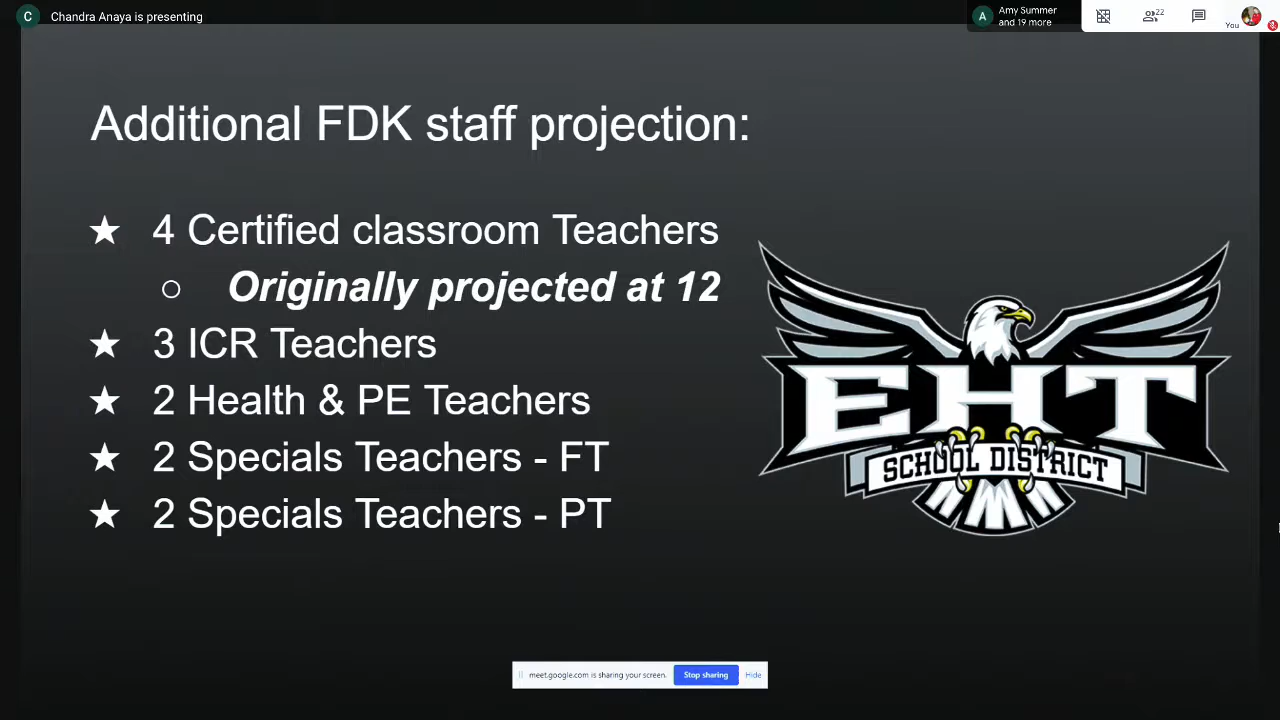 C Chandra Anaya is presenting
A Amy Summer
and 19 more
22
You
Additional FDK staff projection:
★ 4 Certified classroom Teachers
○ Originally projected at 12
★ 3 ICR Teachers
★ 2 Health & PE Teachers
★ 2 Specials Teachers - FT
★ 2 Specials Teachers - PT
EHT
SCHOOL DISTRICT
meet.google.com is sharing your screen.
Stop sharing
Hide